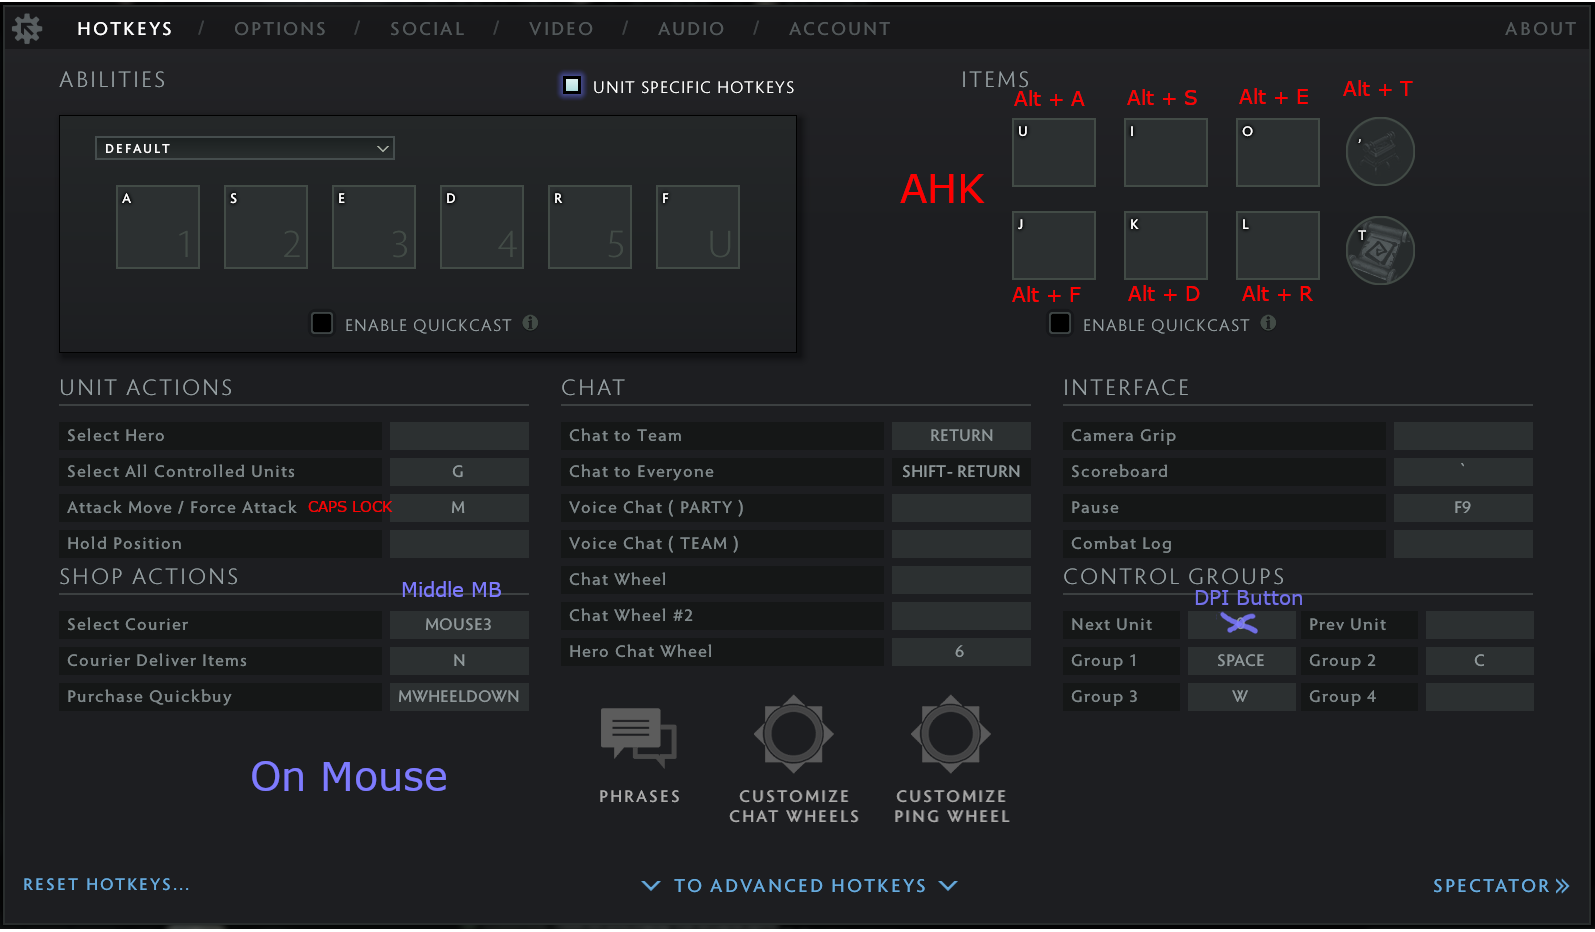 HOTKEYS / OPTIONS / SOCIAL / VIDEO / AUDIO / ACCOUNT ABOUT
ABILITIES
UNIT SPECIFIC HOTKEYS
DEFAULT
A S E D R F
1 2 3 4 5 U
ENABLE QUICKCAST
ITEMS
Alt + A Alt + S Alt + E Alt + T
U I O ,
AHK
J K L T
Alt + F Alt + D Alt + R
ENABLE QUICKCAST
UNIT ACTIONS
Select Hero
Select All Controlled Units G
Attack Move / Force Attack CAPS LOCK M
Hold Position
SHOP ACTIONS
Middle MB
Select Courier MOUSE3
Courier Deliver Items N
Purchase Quickbuy MWHEELDOWN
On Mouse
CHAT
Chat to Team RETURN
Chat to Everyone SHIFT- RETURN
Voice Chat ( PARTY )
Voice Chat ( TEAM )
Chat Wheel
Chat Wheel #2
Hero Chat Wheel 6
PHRASES
CUSTOMIZE
CHAT WHEELS
CUSTOMIZE
PING WHEEL
INTERFACE
Camera Grip
Scoreboard `
Pause F9
Combat Log
CONTROL GROUPS
DPI Button
Next Unit Prev Unit
Group 1 SPACE Group 2 C
Group 3 W Group 4
RESET HOTKEYS...
TO ADVANCED HOTKEYS
SPECTATOR